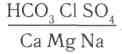 HCO₃ Cl SO₄
Ca Mg Na